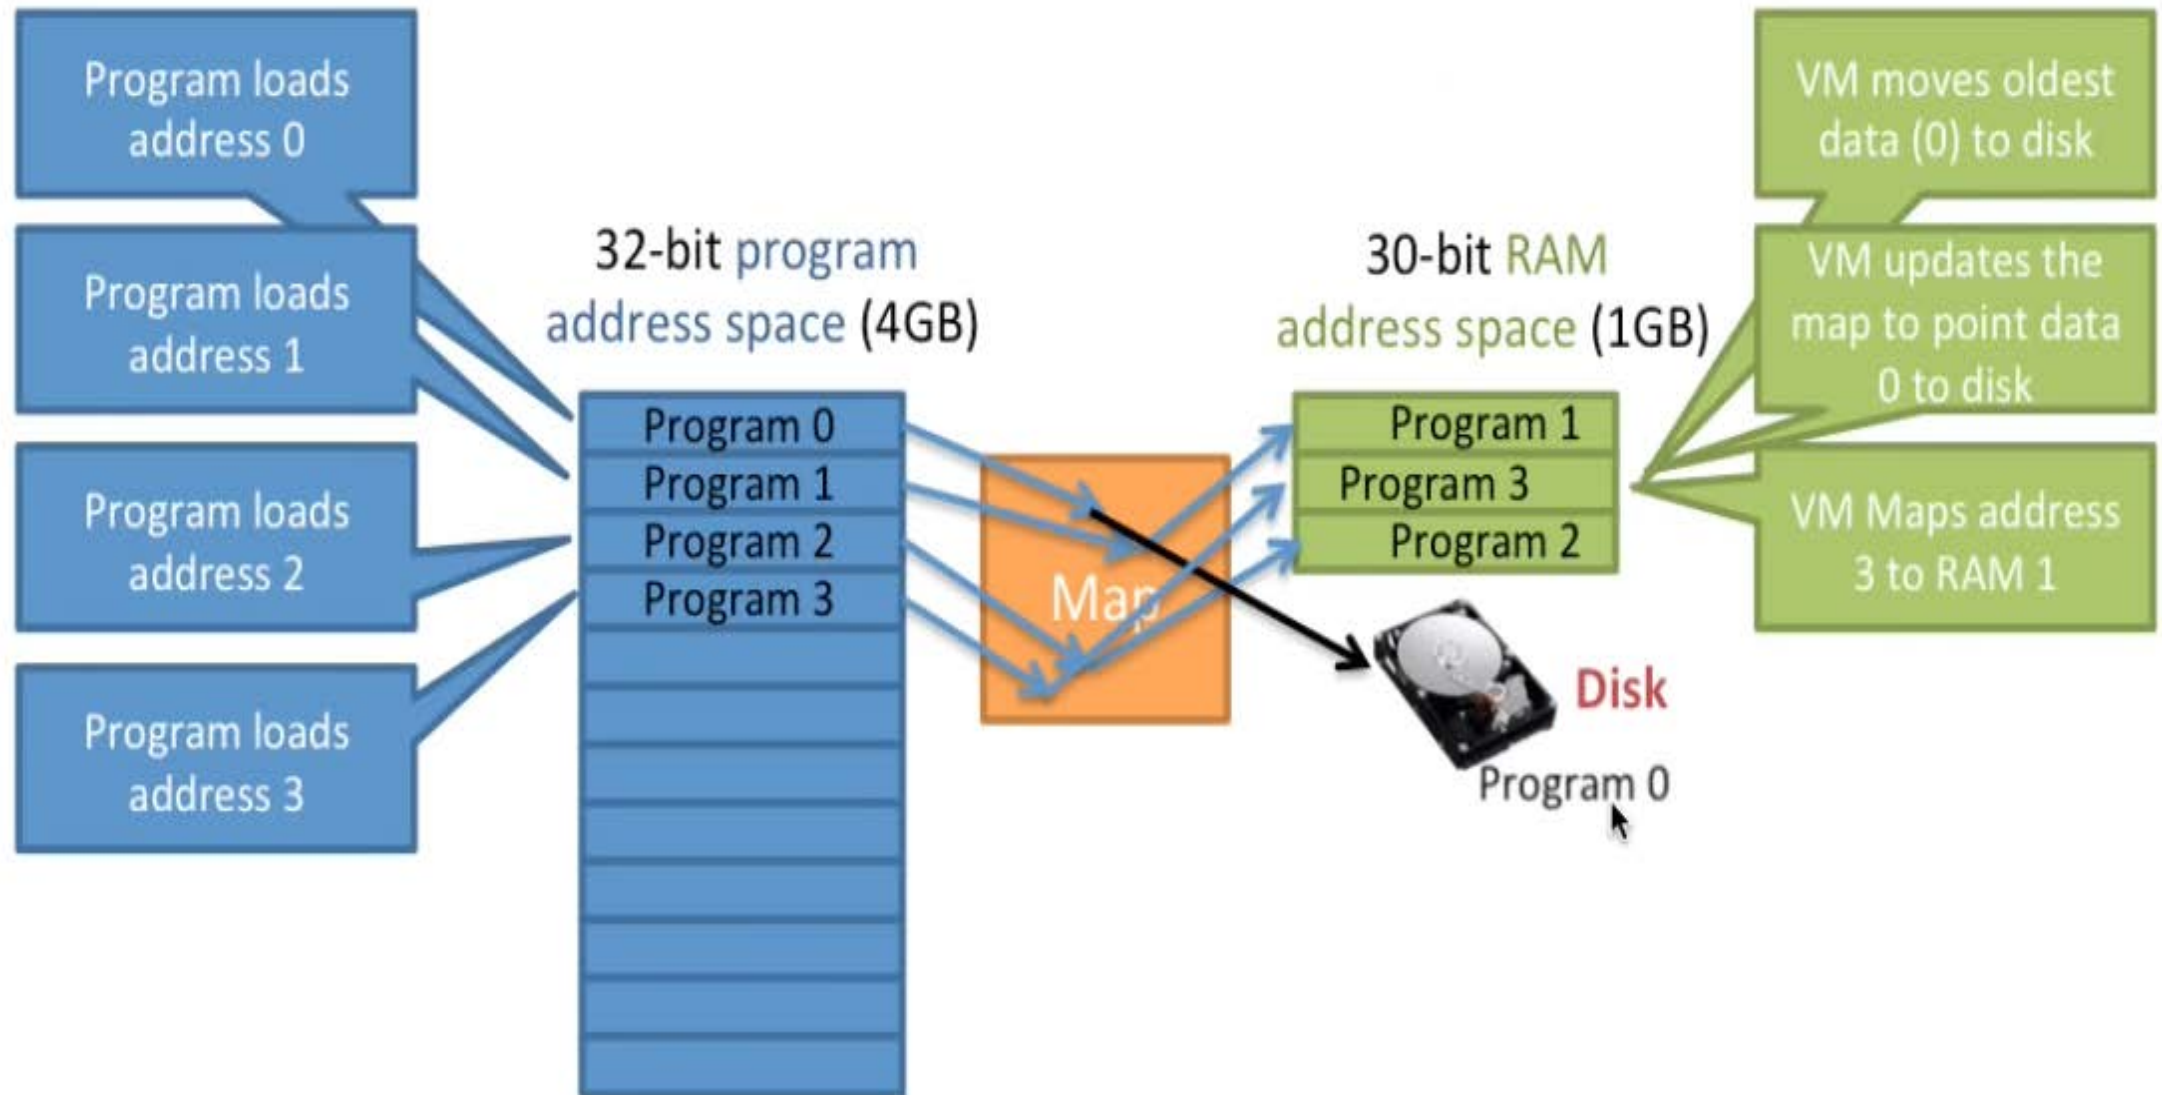 Program loads
address 0
Program loads
address 1
Program loads
address 2
Program loads
address 3
32-bit program
address space (4GB)
Program 0
Program 1
Program 2
Program 3
Map
30-bit RAM
address space (1GB)
Program 1
Program 3
Program 2
Disk
Program 0
VM moves oldest
data (0) to disk
VM updates the
map to point data
0 to disk
VM Maps address
3 to RAM 1